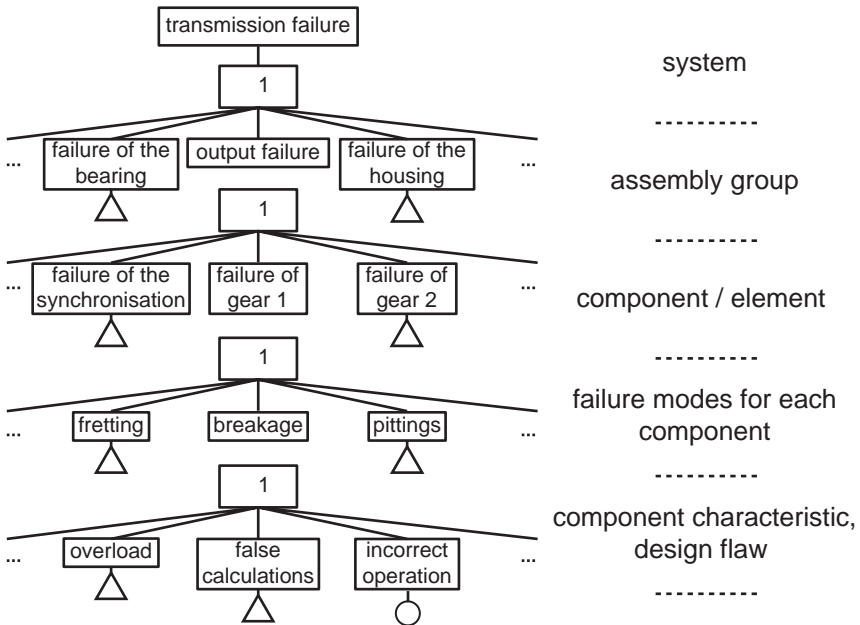 transmission failure
1
system
----------
... failure of the bearing output failure failure of the housing ...
assembly group
1
----------
... failure of the synchronisation failure of gear 1 failure of gear 2 ...
component / element
1
----------
... fretting breakage pittings ...
failure modes for each
component
1
----------
... overload false calculations incorrect operation ...
component characteristic,
design flaw
----------